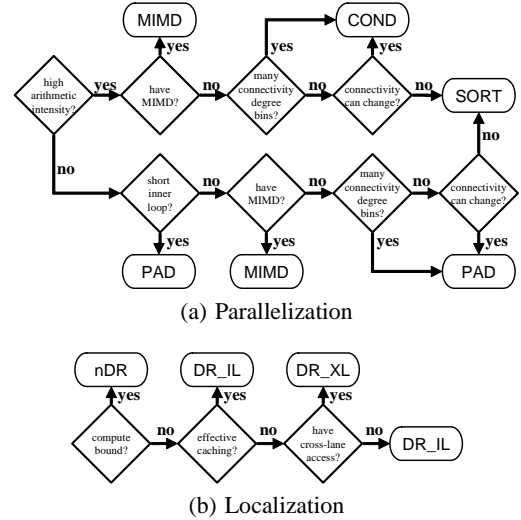 MIMD
COND
yes
yes
yes
high
arithmetic
intensity?
yes
have
MIMD?
no
many
connectivity
degree
bins?
no
connectivity
can change?
no
SORT
no
no
short
inner
loop?
no
have
MIMD?
no
many
connectivity
degree
bins?
no
connectivity
can change?
yes
yes
yes
yes
PAD
MIMD
PAD
(a) Parallelization
nDR
DR_IL
DR_XL
yes
yes
yes
compute
bound?
no
effective
caching?
no
have
cross-lane
access?
no
DR_IL
(b) Localization